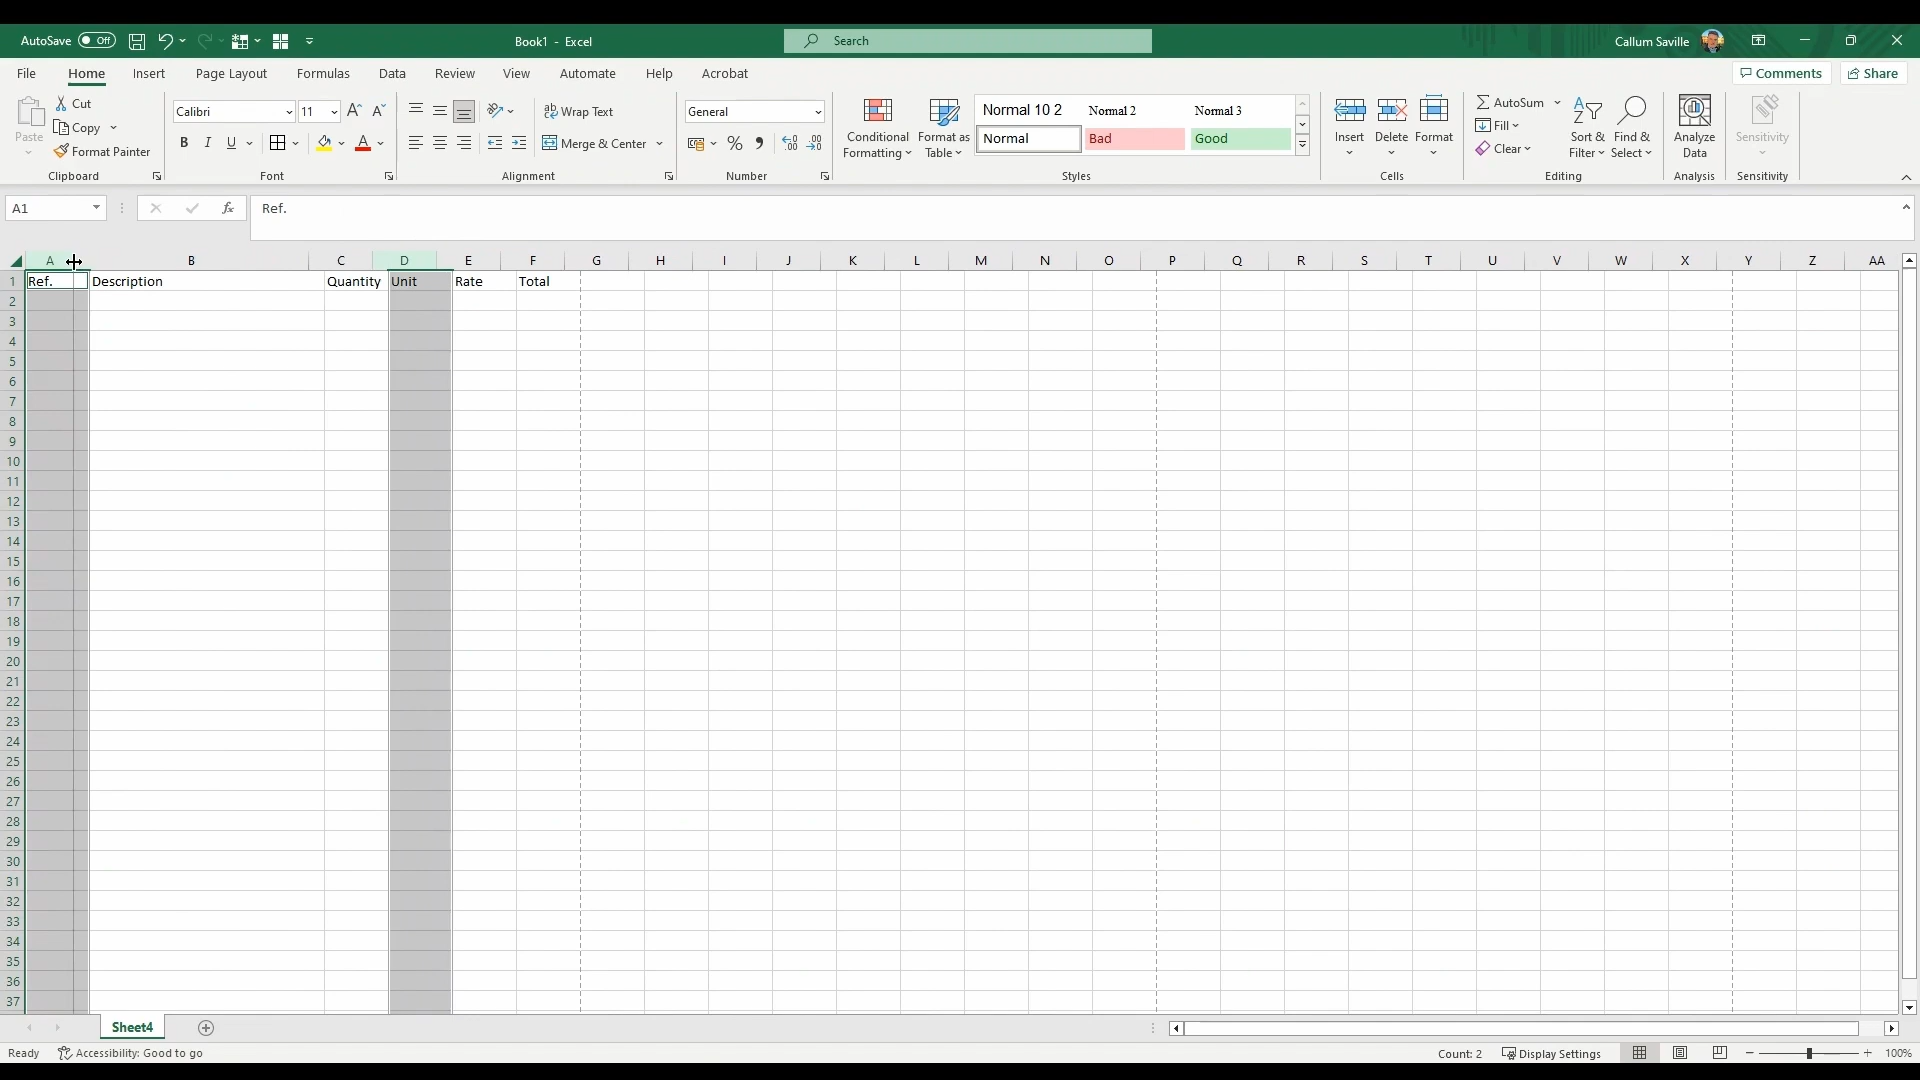 AutoSave Off Book1 - Excel Search Callum Saville
File Home Insert Page Layout Formulas Data Review View Automate Help Acrobat Comments Share
Paste
Cut
Copy
Format Painter
Clipboard
Calibri 11
B I U
Font
Wrap Text
Merge & Center
Alignment
General
Number
Conditional
Formatting
Format as
Table
Normal 10 2 Normal 2 Normal 3
Normal Bad Good
Styles
Insert Delete Format
Cells
AutoSum
Fill
Clear
Sort &
Filter
Find &
Select
Editing
Analyze
Data
Analysis
Sensitivity
Sensitivity
A1 fx Ref.
A B C D E F G H I J K L M N O P Q R S T U V W X Y Z AA
1 Ref. Description Quantity Unit Rate Total
2
3
4
5
6
7
8
9
10
11
12
13
14
15
16
17
18
19
20
21
22
23
24
25
26
27
28
29
30
31
32
33
34
35
36
37
Sheet4
Ready Accessibility: Good to go Count: 2 Display Settings 100%